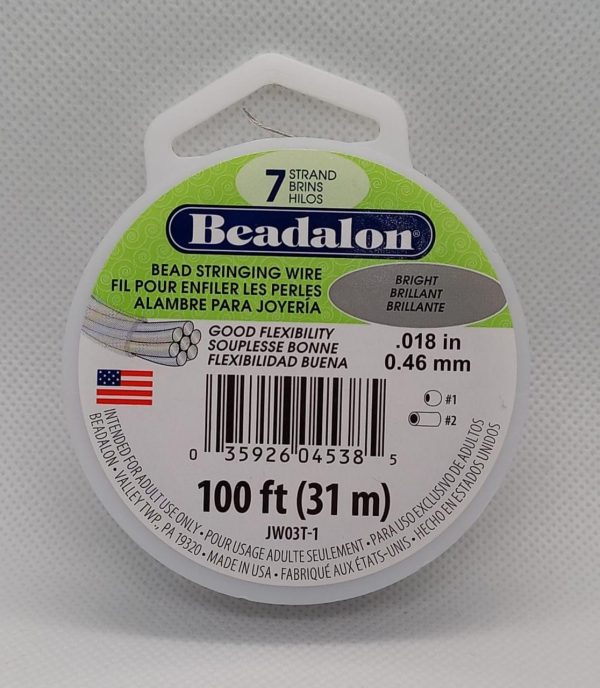 7 STRAND
BRINS
HILOS
Beadalon®
BEAD STRINGING WIRE
FIL POUR ENFILER LES PERLES
ALAMBRE PARA JOYERÍA
BRIGHT
BRILLANT
BRILLANTE
GOOD FLEXIBILITY
SOUPLESSE BONNE
FLEXIBILIDAD BUENA
.018 in
0.46 mm
#1
#2
0 35926 04538 5
100 ft (31 m)
JW03T-1
INTENDED FOR ADULT USE ONLY • POUR USAGE ADULTE SEULEMENT • PARA USO EXCLUSIVO DE ADULTOS
BEADALON • VALLEY TWP., PA 19320 • MADE IN USA • FABRIQUÉ AUX ÉTATS-UNIS • HECHO EN ESTADOS UNIDOS